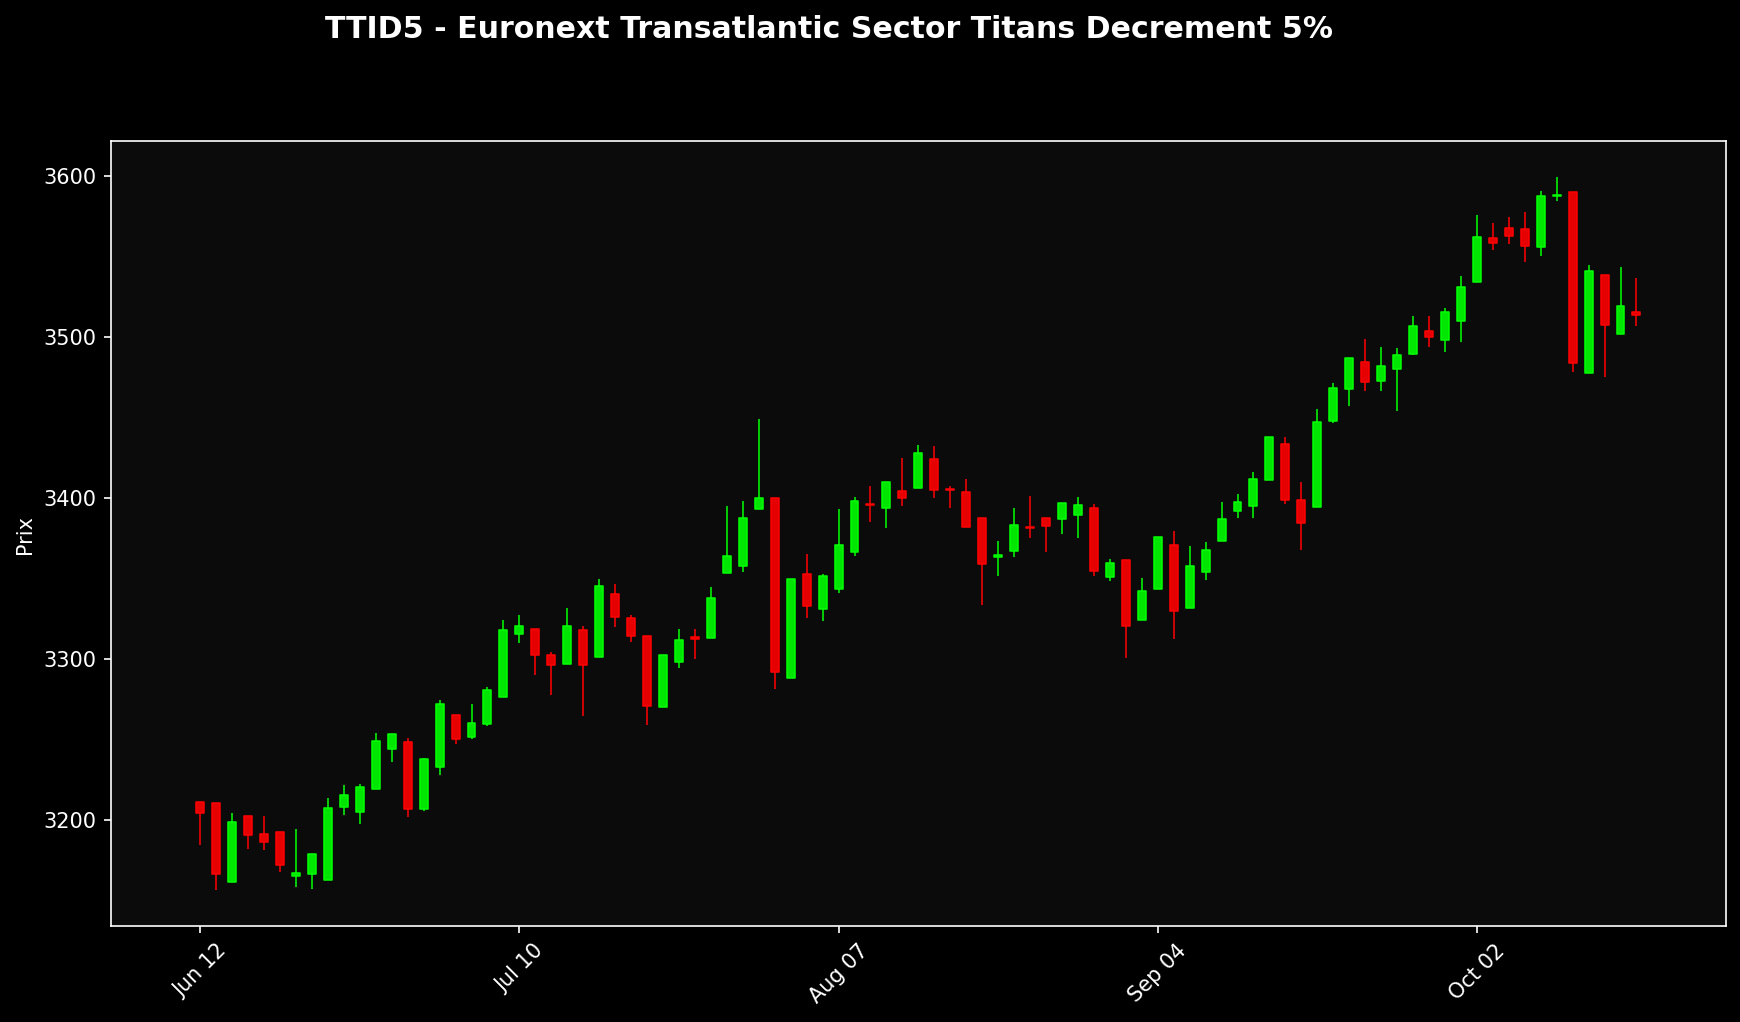 TTID5 - Euronext Transatlantic Sector Titans Decrement 5%
Prix
3600
3500
3400
3300
3200
Jun 12
Jul 10
Aug 07
Sep 04
Oct 02